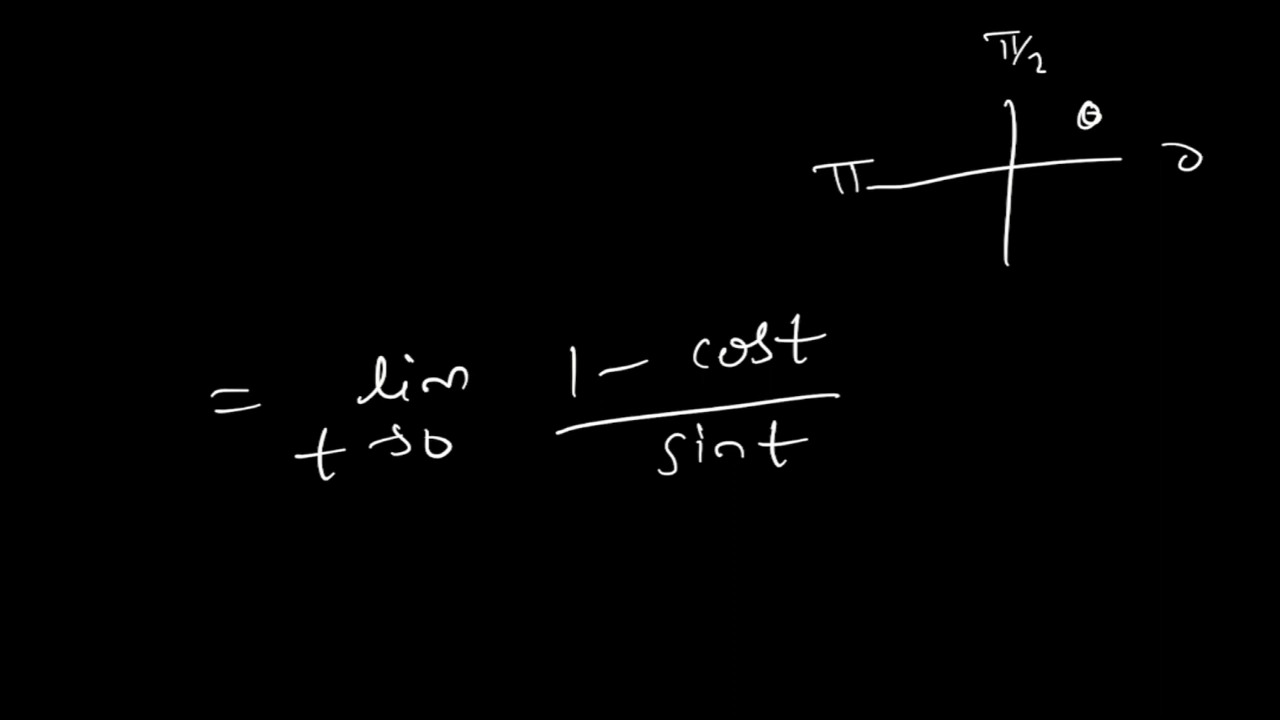 π/2
π θ 0
= lim 1 - cost
t→0 sint